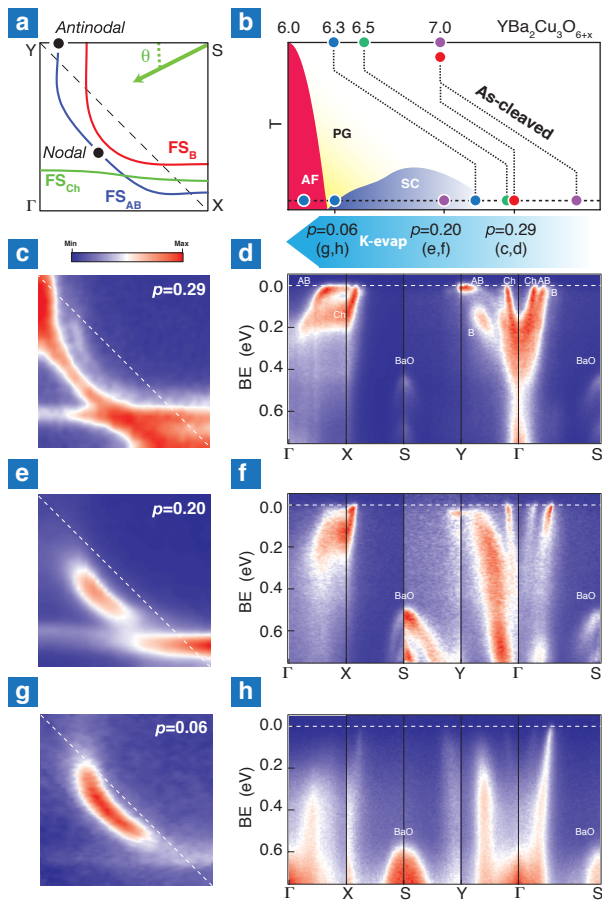 a
Antinodal
Y
S
θ
Nodal
FS_B
FS_Ch
FS_AB
Γ
X
b
6.0 6.3 6.5 7.0 YBa₂Cu₃O₆₊ₓ
T
As-cleaved
PG
AF
SC
p=0.06 p=0.20 p=0.29
(g,h) K-evap (e,f) (c,d)
c
Min Max
p=0.29
d
AB AB Ch Ch AB
0.0
B
Ch
0.2
B
BaO BaO
0.4
0.6
BE (eV)
Γ X S Y Γ S
e
p=0.20
f
0.0
0.2
0.4
BaO BaO
0.6
BE (eV)
Γ X S Y Γ S
g
p=0.06
h
0.0
0.2
0.4
BaO BaO
0.6
BE (eV)
Γ X S Y Γ S